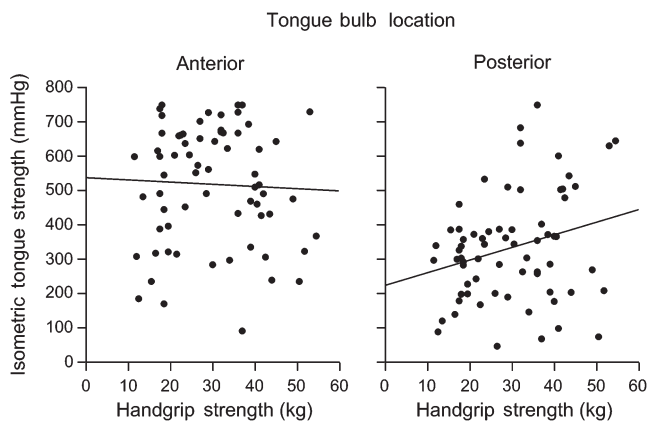 Tongue bulb location
Anterior
Posterior
Isometric tongue strength (mmHg)
800
700
600
500
400
300
200
100
0
0 10 20 30 40 50 60
0 10 20 30 40 50 60
Handgrip strength (kg)
Handgrip strength (kg)